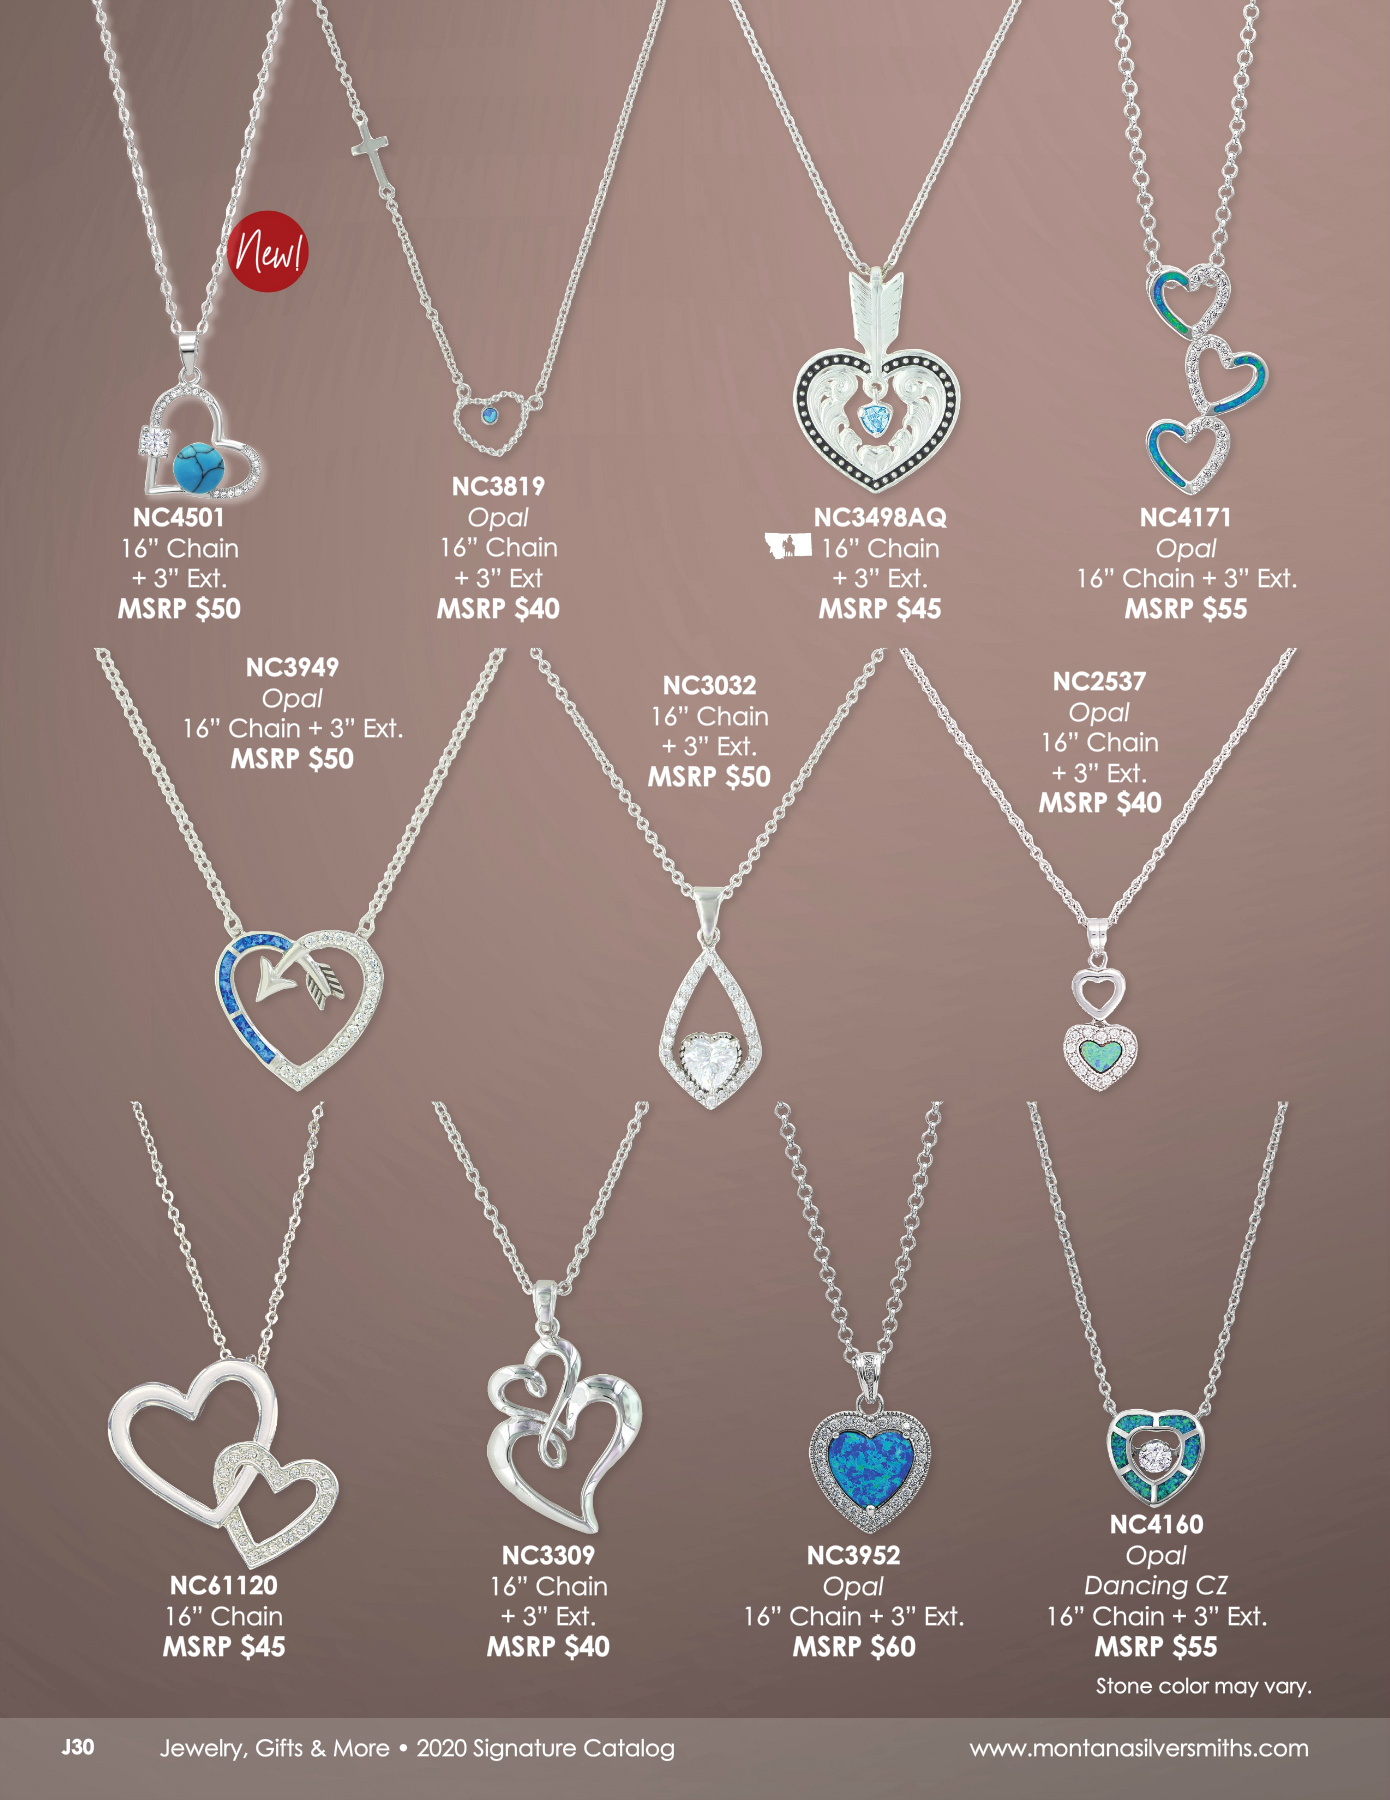 New!
NC4501
16” Chain
+ 3” Ext.
MSRP $50
NC3819
Opal
16” Chain
+ 3” Ext
MSRP $40
NC3498AQ
16” Chain
+ 3” Ext.
MSRP $45
NC4171
Opal
16” Chain + 3” Ext.
MSRP $55
NC3949
Opal
16” Chain + 3” Ext.
MSRP $50
NC3032
16” Chain
+ 3” Ext.
MSRP $50
NC2537
Opal
16” Chain
+ 3” Ext.
MSRP $40
NC61120
16” Chain
MSRP $45
NC3309
16” Chain
+ 3” Ext.
MSRP $40
NC3952
Opal
16” Chain + 3” Ext.
MSRP $60
NC4160
Opal
Dancing CZ
16” Chain + 3” Ext.
MSRP $55
Stone color may vary.
J30 Jewelry, Gifts & More • 2020 Signature Catalog www.montanasilversmiths.com